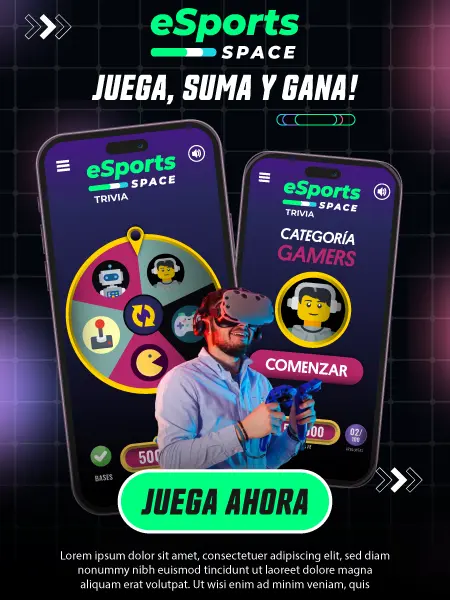 eSports
SPACE
JUEGA, SUMA Y GANA!
eSports
SPACE
TRIVIA
BASES
500
eSports
SPACE
TRIVIA
CATEGORÍA
GAMERS
COMENZAR
02/
JUEGA AHORA
Lorem ipsum dolor sit amet, consectetuer adipiscing elit, sed diam
nonummy nibh euismod tincidunt ut laoreet dolore magna
aliquam erat volutpat. Ut wisi enim ad minim veniam, quis